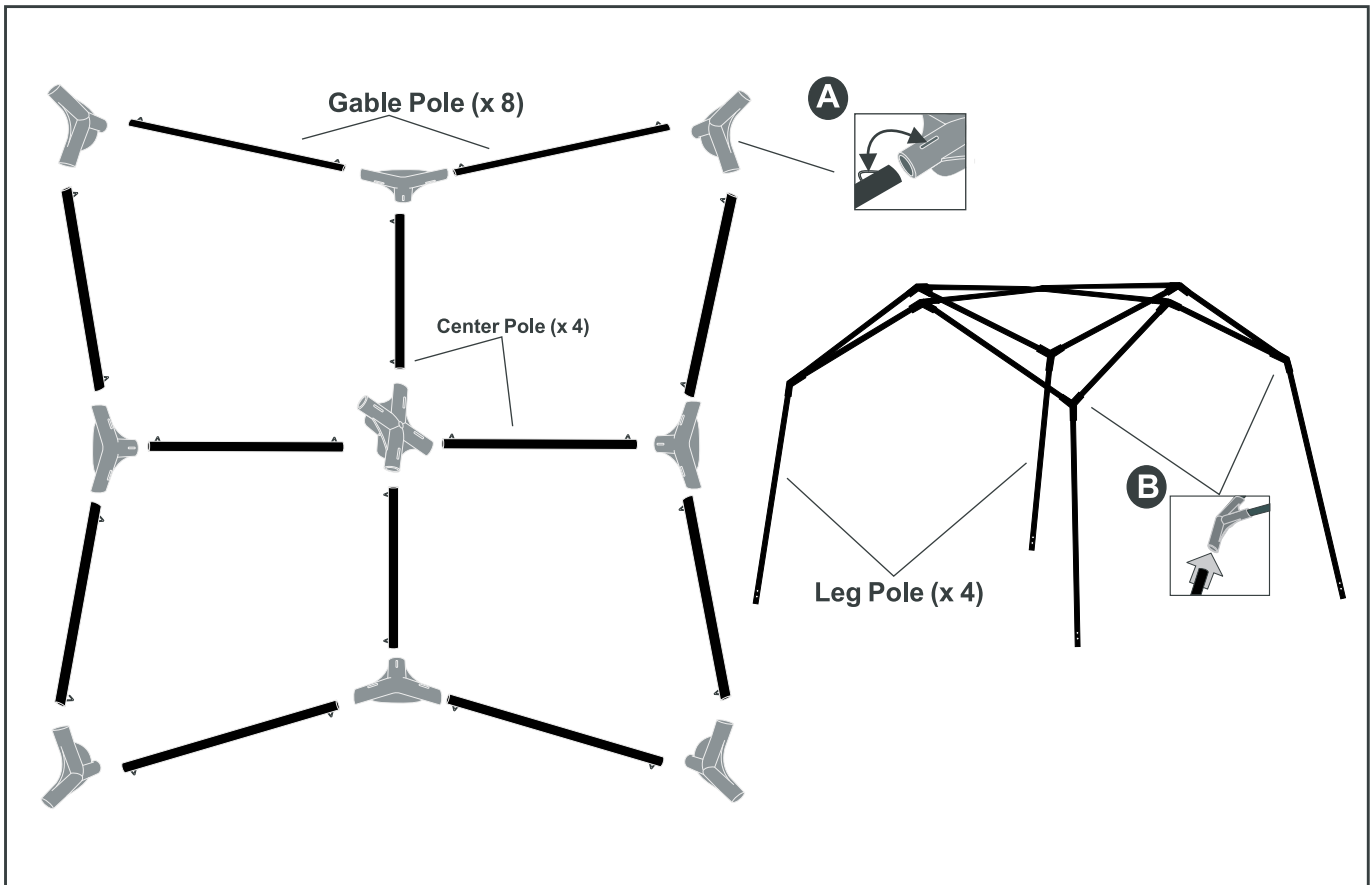 Gable Pole (x 8)
A
Center Pole (x 4)
B
Leg Pole (x 4)